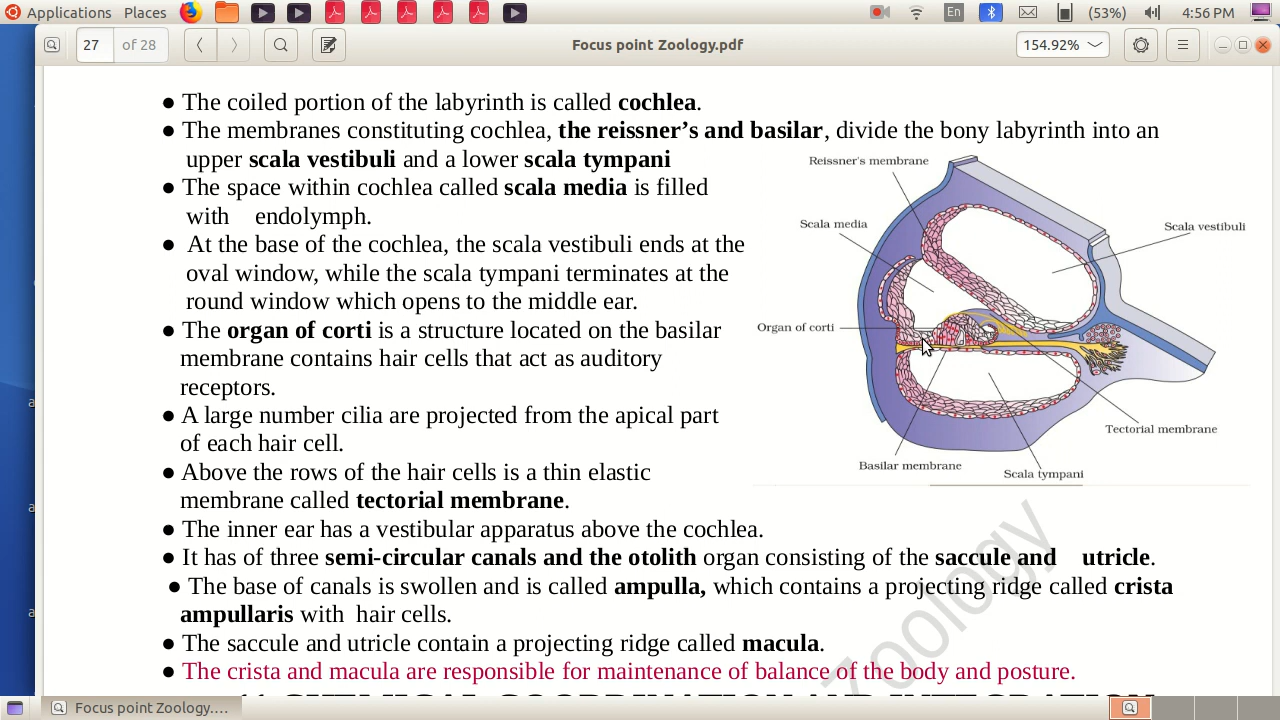 Applications Places En (53%) 4:56 PM
27 of 28 Focus point Zoology.pdf 154.92%
● The coiled portion of the labyrinth is called cochlea.
● The membranes constituting cochlea, the reissner’s and basilar, divide the bony labyrinth into an
upper scala vestibuli and a lower scala tympani
● The space within cochlea called scala media is filled
with endolymph.
● At the base of the cochlea, the scala vestibuli ends at the
oval window, while the scala tympani terminates at the
round window which opens to the middle ear.
● The organ of corti is a structure located on the basilar
membrane contains hair cells that act as auditory
receptors.
● A large number cilia are projected from the apical part
of each hair cell.
● Above the rows of the hair cells is a thin elastic
membrane called tectorial membrane.
Reissner's membrane
Scala media
Scala vestibuli
Organ of corti
Tectorial membrane
Basilar membrane
Scala tympani
● The inner ear has a vestibular apparatus above the cochlea.
● It has of three semi-circular canals and the otolith organ consisting of the saccule and utricle.
● The base of canals is swollen and is called ampulla, which contains a projecting ridge called crista
ampullaris with hair cells.
● The saccule and utricle contain a projecting ridge called macula.
● The crista and macula are responsible for maintenance of balance of the body and posture.
Zoology
Focus point Zoology....